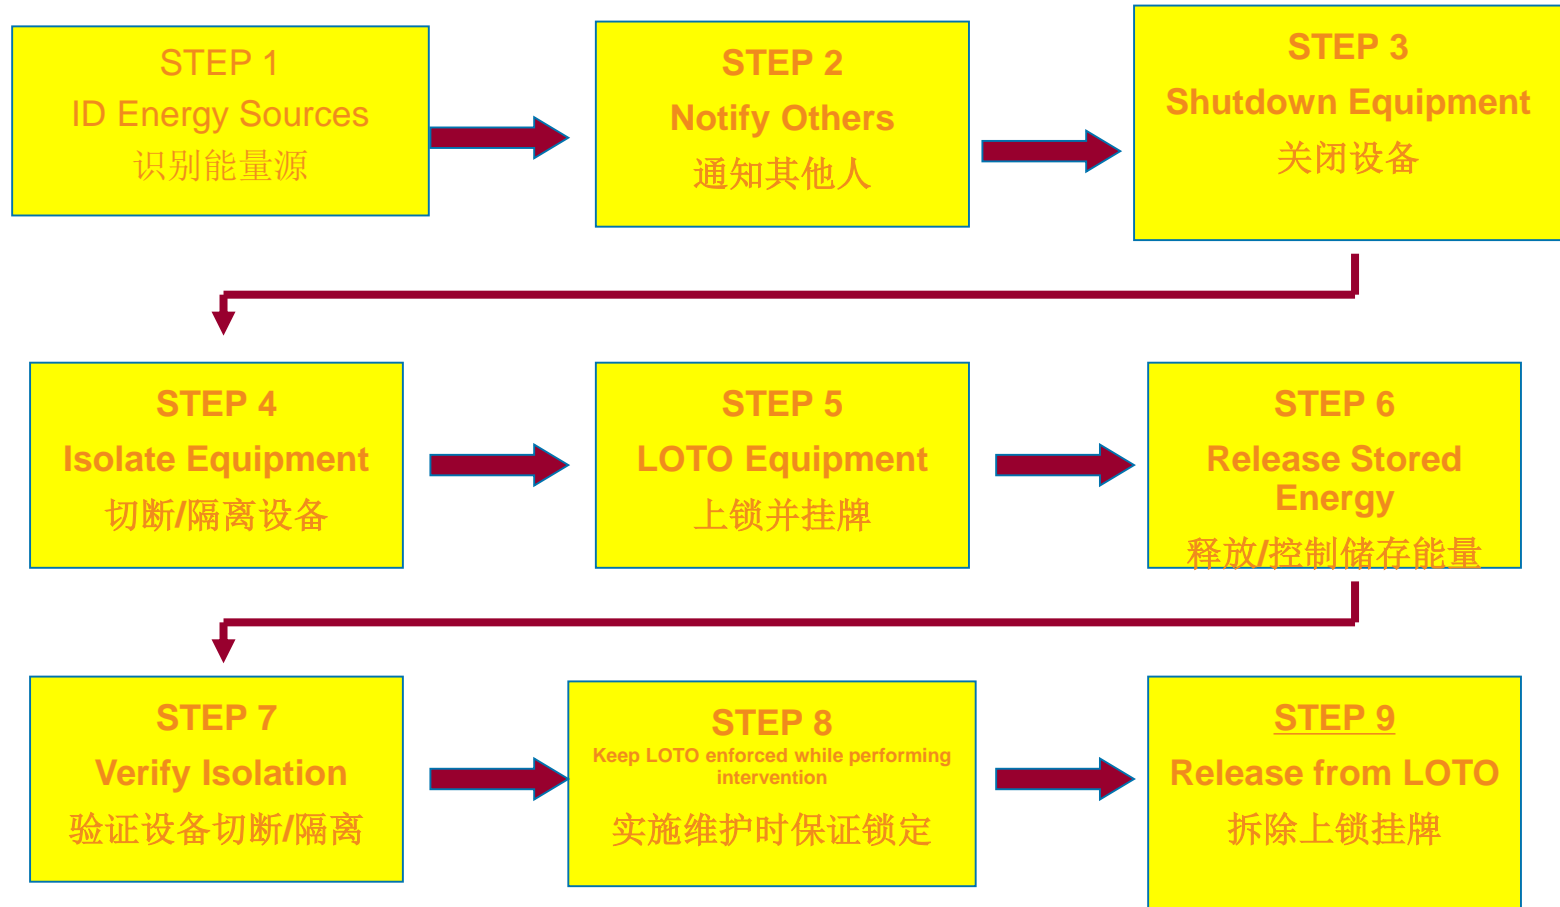 STEP 1
ID Energy Sources
识别能量源
STEP 2
Notify Others
通知其他人
STEP 3
Shutdown Equipment
关闭设备
STEP 4
Isolate Equipment
切断/隔离设备
STEP 5
LOTO Equipment
上锁并挂牌
STEP 6
Release Stored
Energy
释放/控制储存能量
STEP 7
Verify Isolation
验证设备切断/隔离
STEP 8
Keep LOTO enforced while performing
intervention
实施维护时保证锁定
STEP 9
Release from LOTO
拆除上锁挂牌